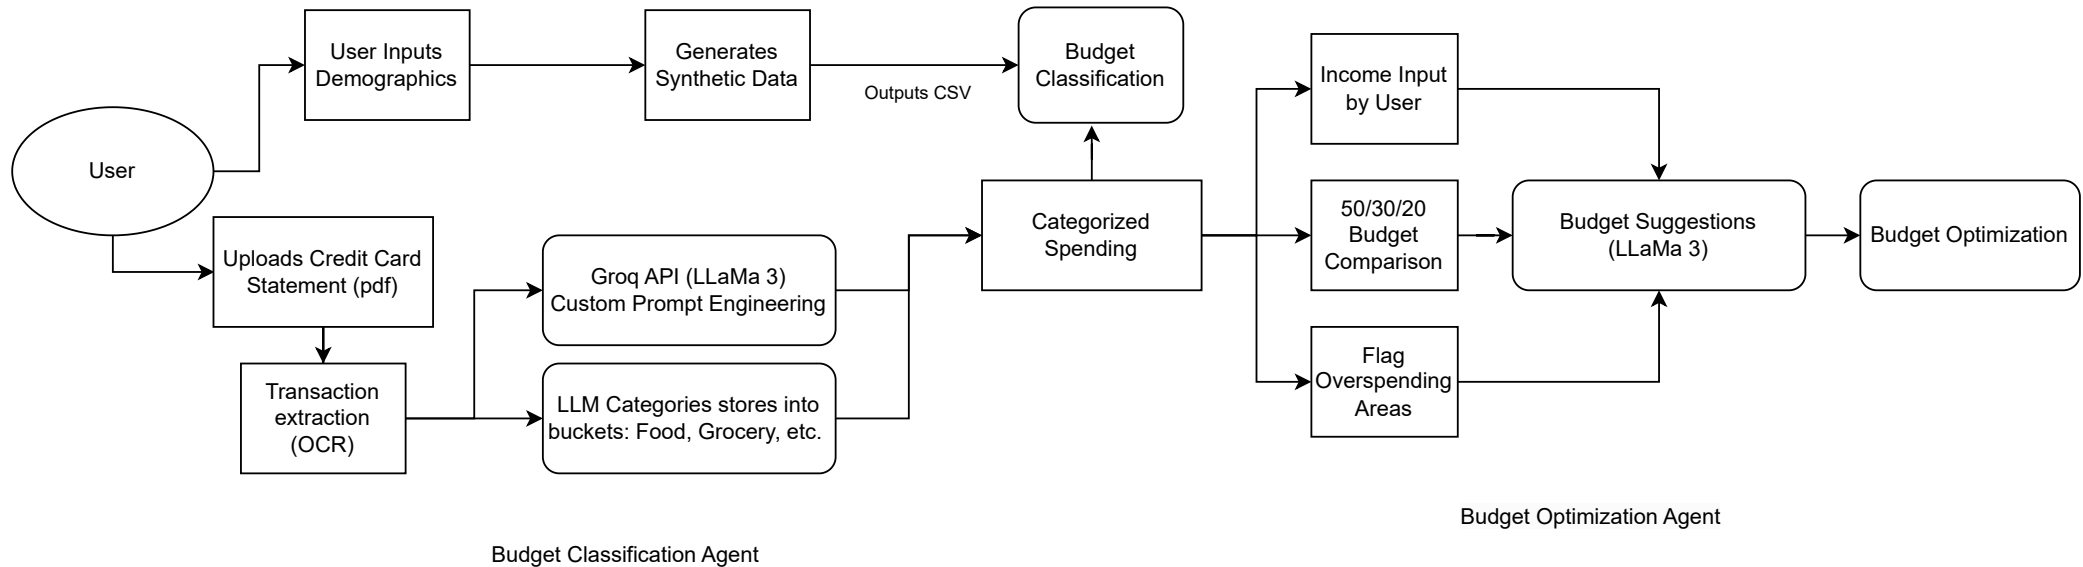 User Inputs
Demographics
Generates
Synthetic Data
Outputs CSV
Budget
Classification
User
Uploads Credit Card
Statement (pdf)
Transaction
extraction
(OCR)
Groq API (LLaMa 3)
Custom Prompt Engineering
LLM Categories stores into
buckets: Food, Grocery, etc.
Categorized
Spending
Income Input
by User
50/30/20
Budget
Comparison
Flag
Overspending
Areas
Budget Suggestions
(LLaMa 3)
Budget Optimization
Budget Classification Agent
Budget Optimization Agent